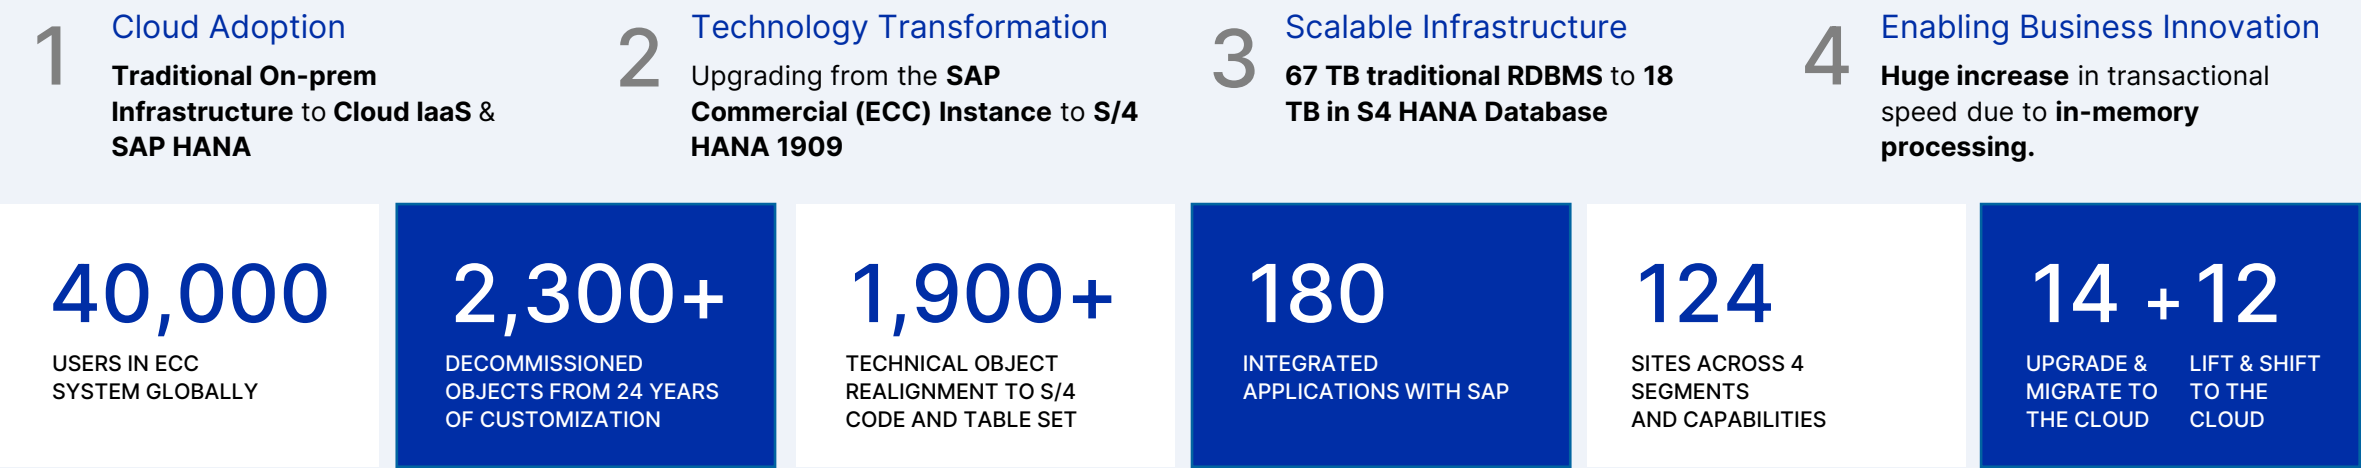 1
Cloud Adoption
Traditional On-prem
Infrastructure to Cloud IaaS &
SAP HANA
2
Technology Transformation
Upgrading from the SAP
Commercial (ECC) Instance to S/4
HANA 1909
3
Scalable Infrastructure
67 TB traditional RDBMS to 18
TB in S4 HANA Database
4
Enabling Business Innovation
Huge increase in transactional
speed due to in-memory
processing.
40,000
USERS IN ECC
SYSTEM GLOBALLY
2,300+
DECOMMISSIONED
OBJECTS FROM 24 YEARS
OF CUSTOMIZATION
1,900+
TECHNICAL OBJECT
REALIGNMENT TO S/4
CODE AND TABLE SET
180
INTEGRATED
APPLICATIONS WITH SAP
124
SITES ACROSS 4
SEGMENTS
AND CAPABILITIES
14 + 12
UPGRADE &
MIGRATE TO
THE CLOUD
LIFT & SHIFT
TO THE
CLOUD